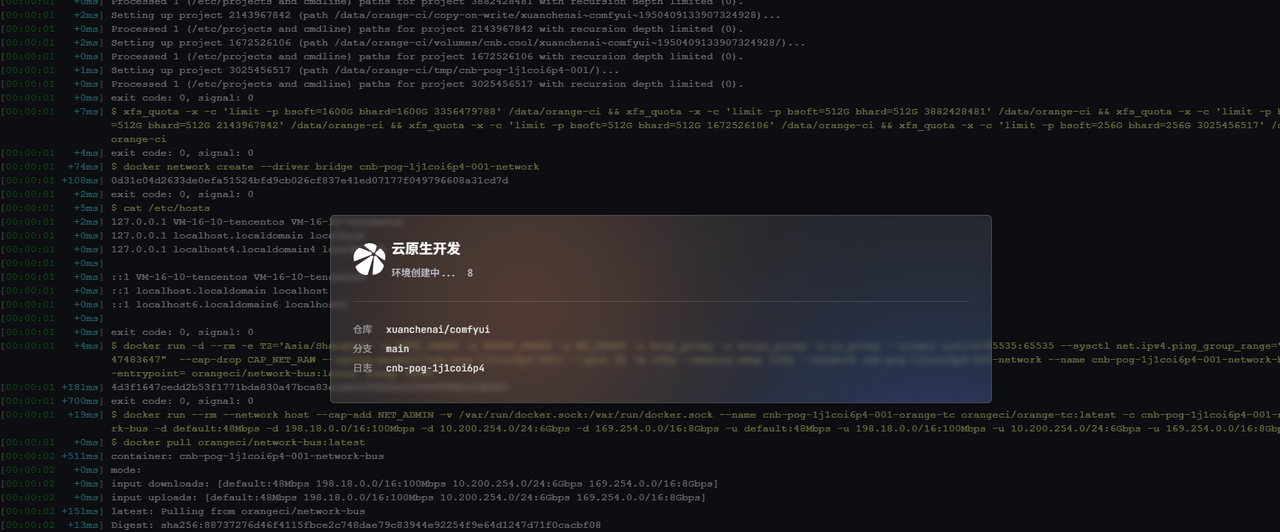 +0ms] Processed 1 (/etc/projects and cmdline) paths for project 3882428481 with recursion depth limited (0).
[00:00:01 +2ms] Setting up project 2143967842 (path /data/orange-ci/copy-on-write/xuanchenai~comfyui~1950409133907324928)...
[00:00:01 +0ms] Processed 1 (/etc/projects and cmdline) paths for project 2143967842 with recursion depth limited (0).
[00:00:01 +2ms] Setting up project 1672526106 (path /data/orange-ci/volumes/cnb.cool/xuanchenai~comfyui~1950409133907324928/)...
[00:00:01 +0ms] Processed 1 (/etc/projects and cmdline) paths for project 1672526106 with recursion depth limited (0).
[00:00:01 +1ms] Setting up project 3025456517 (path /data/orange-ci/tmp/cnb-pog-1j1coi6p4-001/)...
[00:00:01 +0ms] Processed 1 (/etc/projects and cmdline) paths for project 3025456517 with recursion depth limited (0).
[00:00:01 +0ms] exit code: 0, signal: 0
[00:00:01 +7ms] $ xfs_quota -x -c 'limit -p bsoft=1600G bhard=1600G 3356479788' /data/orange-ci && xfs_quota -x -c 'limit -p bsoft=512G bhard=512G 3882428481' /data/orange-ci && xfs_quota -x -c 'limit -p b
=512G bhard=512G 2143967842' /data/orange-ci && xfs_quota -x -c 'limit -p bsoft=512G bhard=512G 1672526106' /data/orange-ci && xfs_quota -x -c 'limit -p bsoft=256G bhard=256G 3025456517' /
orange-ci
[00:00:01 +4ms] exit code: 0, signal: 0
[00:00:01 +74ms] $ docker network create --driver bridge cnb-pog-1j1coi6p4-001-network
[00:00:01 +108ms] 0d31c04d2633de0efa51524bfd9cb026cf837e41ed07177f049796608a31cd7d
[00:00:01 +2ms] exit code: 0, signal: 0
[00:00:01 +5ms] $ cat /etc/hosts
[00:00:01 +2ms] 127.0.0.1 VM-16-10-tencentos VM-16-
[00:00:01 +0ms] 127.0.0.1 localhost.localdomain
[00:00:01 +0ms] 127.0.0.1 localhost4.localdomain4
[00:00:01 +0ms]
[00:00:01 +0ms] ::1 VM-16-10-tencentos VM-16-10-
[00:00:01 +0ms] ::1 localhost.localdomain localhost
[00:00:01 +0ms] ::1 localhost6.localdomain6
[00:00:01 +0ms]
[00:00:01 +0ms] exit code: 0, signal: 0
[00:00:01 +4ms] $ docker run -d --rm -e TZ='Asia/ 5535:65535 --sysctl net.ipv4.ping_group_range="
47483647" --cap-drop CAP_NET_RAW -network --name cnb-pog-1j1coi6p4-001-network-b
-entrypoint= orangeci/network-bus:
[00:00:01 +181ms] 4d3f1647cedd2b53f1771bda830a47bca83
[00:00:01 +700ms] exit code: 0, signal: 0
[00:00:01 +19ms] $ docker run --rm --network host --cap-add NET_ADMIN -v /var/run/docker.sock:/var/run/docker.sock --name cnb-pog-1j1coi6p4-001-orange-tc orangeci/orange-tc:latest -c cnb-pog-1j1coi6p4-001-
rk-bus -d default:48Mbps -d 198.18.0.0/16:100Mbps -d 10.200.254.0/24:6Gbps -d 169.254.0.0/16:8Gbps -u default:48Mbps -u 198.18.0.0/16:100Mbps -u 10.200.254.0/24:6Gbps -u 169.254.0.0/16:8Gbps
[00:00:02 +0ms] $ docker pull orangeci/network-bus:latest
[00:00:02 +511ms] container: cnb-pog-1j1coi6p4-001-network-bus
[00:00:02 +0ms] mode:
[00:00:02 +0ms] input downloads: [default:48Mbps 198.18.0.0/16:100Mbps 10.200.254.0/24:6Gbps 169.254.0.0/16:8Gbps]
[00:00:02 +0ms] input uploads: [default:48Mbps 198.18.0.0/16:100Mbps 10.200.254.0/24:6Gbps 169.254.0.0/16:8Gbps]
[00:00:02 +151ms] latest: Pulling from orangeci/network-bus
[00:00:02 +13ms] Digest: sha256:88737276d46f4115fbce2c748dae79c83944e92254f9e64d1247d71f0cacbf08
云原生开发
环境创建中... 8
仓库 xuanchenai/comfyui
分支 main
日志 cnb-pog-1j1coi6p4